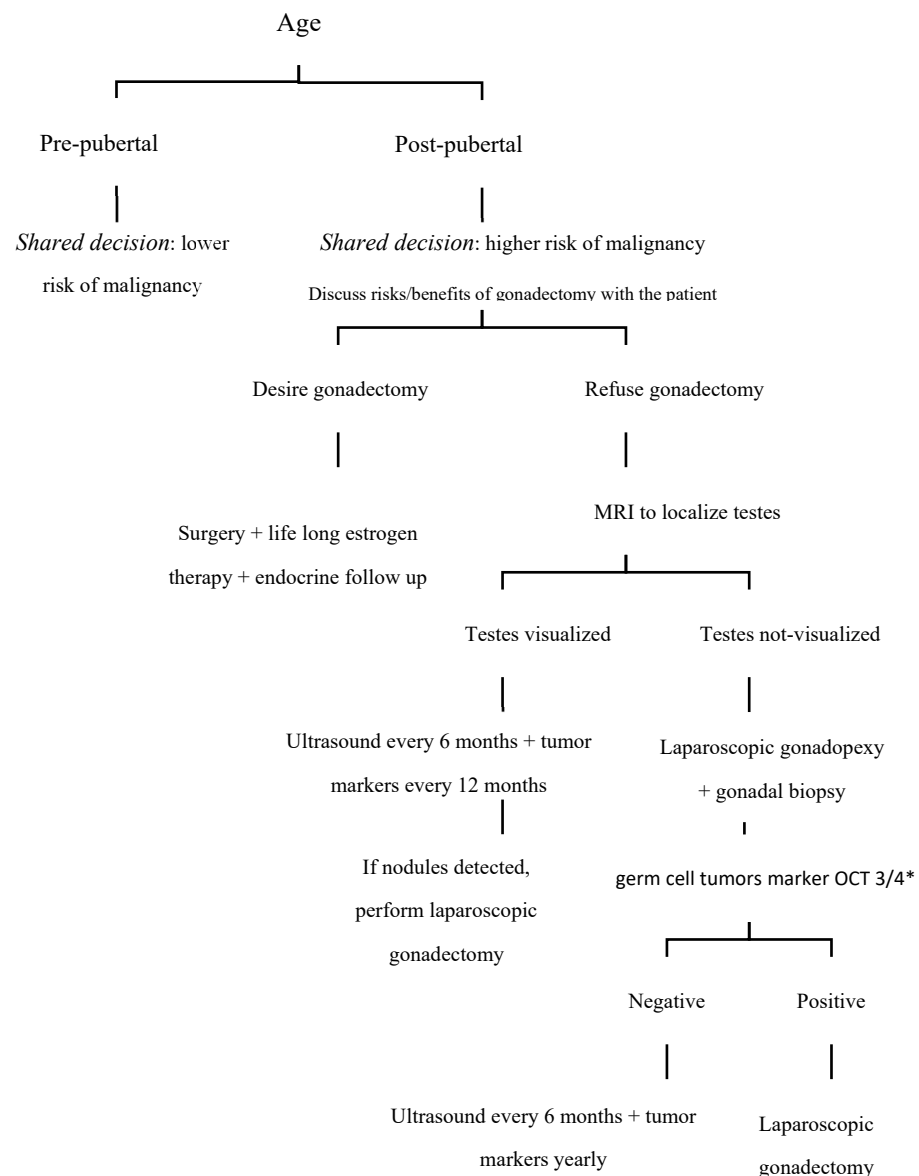 Age
Pre-pubertal
Post-pubertal
Shared decision: lower
risk of malignancy
Shared decision: higher risk of malignancy
Discuss risks/benefits of gonadectomy with the patient
Desire gonadectomy
Refuse gonadectomy
Surgery + life long estrogen
therapy + endocrine follow up
MRI to localize testes
Testes visualized
Testes not-visualized
Ultrasound every 6 months + tumor
markers every 12 months
Laparoscopic gonadopexy
+ gonadal biopsy
If nodules detected,
perform laparoscopic
gonadectomy
germ cell tumors marker OCT 3/4*
Negative
Positive
Ultrasound every 6 months + tumor
markers yearly
Laparoscopic
gonadectomy